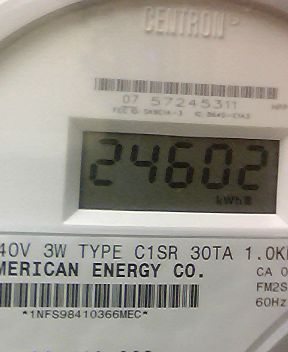 CENTRON
07 57245311
24602
kWh
40V 3W TYPE C1SR 30TA 1.0K
MERICAN ENERGY CO.
CA 0
FM2S
60Hz
*1NFS98410366MEC*